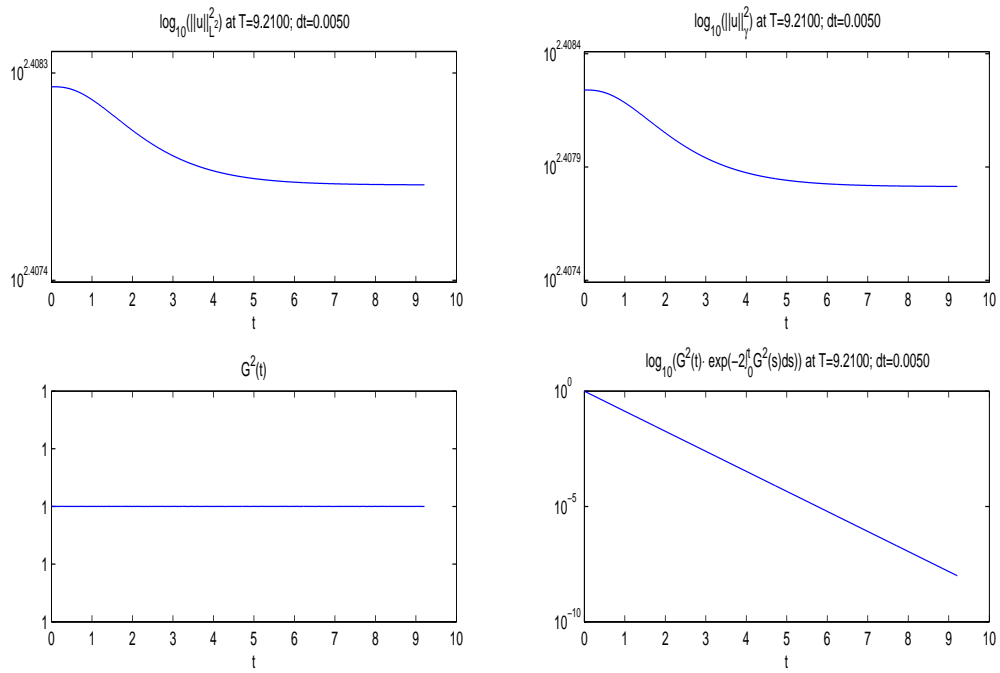 log₁₀(||u||²_L²) at T=9.2100; dt=0.0050
10^2.4083
10^2.4074
0 1 2 3 4 5 6 7 8 9 10
t
log₁₀(||u||²_γ) at T=9.2100; dt=0.0050
10^2.4084
10^2.4079
10^2.4074
0 1 2 3 4 5 6 7 8 9 10
t
G²(t)
1
1
1
1
1
0 1 2 3 4 5 6 7 8 9 10
t
log₁₀(G²(t)· exp(−2∫₀ᵗG²(s)ds)) at T=9.2100; dt=0.0050
10^0
10^−5
10^−10
0 1 2 3 4 5 6 7 8 9 10
t